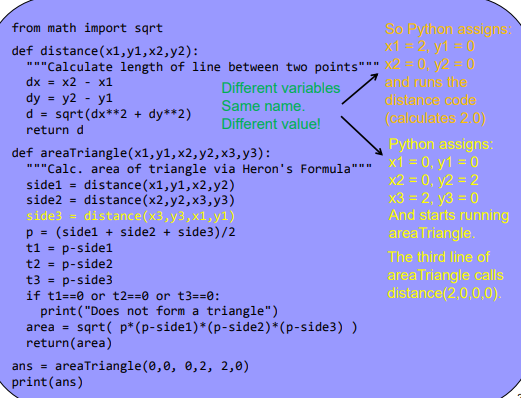 from math import sqrt
def distance(x1,y1,x2,y2):
"""Calculate length of line between two points"""
dx = x2 - x1
dy = y2 - y1
d = sqrt(dx**2 + dy**2)
return d
def areaTriangle(x1,y1,x2,y2,x3,y3):
"""Calc. area of triangle via Heron's Formula"""
side1 = distance(x1,y1,x2,y2)
side2 = distance(x2,y2,x3,y3)
side3 = distance(x3,y3,x1,y1)
p = (side1 + side2 + side3)/2
t1 = p-side1
t2 = p-side2
t3 = p-side3
if t1==0 or t2==0 or t3==0:
print("Does not form a triangle")
area = sqrt( p*(p-side1)*(p-side2)*(p-side3) )
return(area)
ans = areaTriangle(0,0, 0,2, 2,0)
print(ans)
Different variables
Same name.
Different value!
So Python assigns:
x1 = 2, y1 = 0
x2 = 0, y2 = 0
and runs the
distance code
(calculates 2.0)
Python assigns:
x1 = 0, y1 = 0
x2 = 0, y2 = 2
x3 = 2, y3 = 0
And starts running
areaTriangle.
The third line of
areaTriangle calls
distance(2,0,0,0).